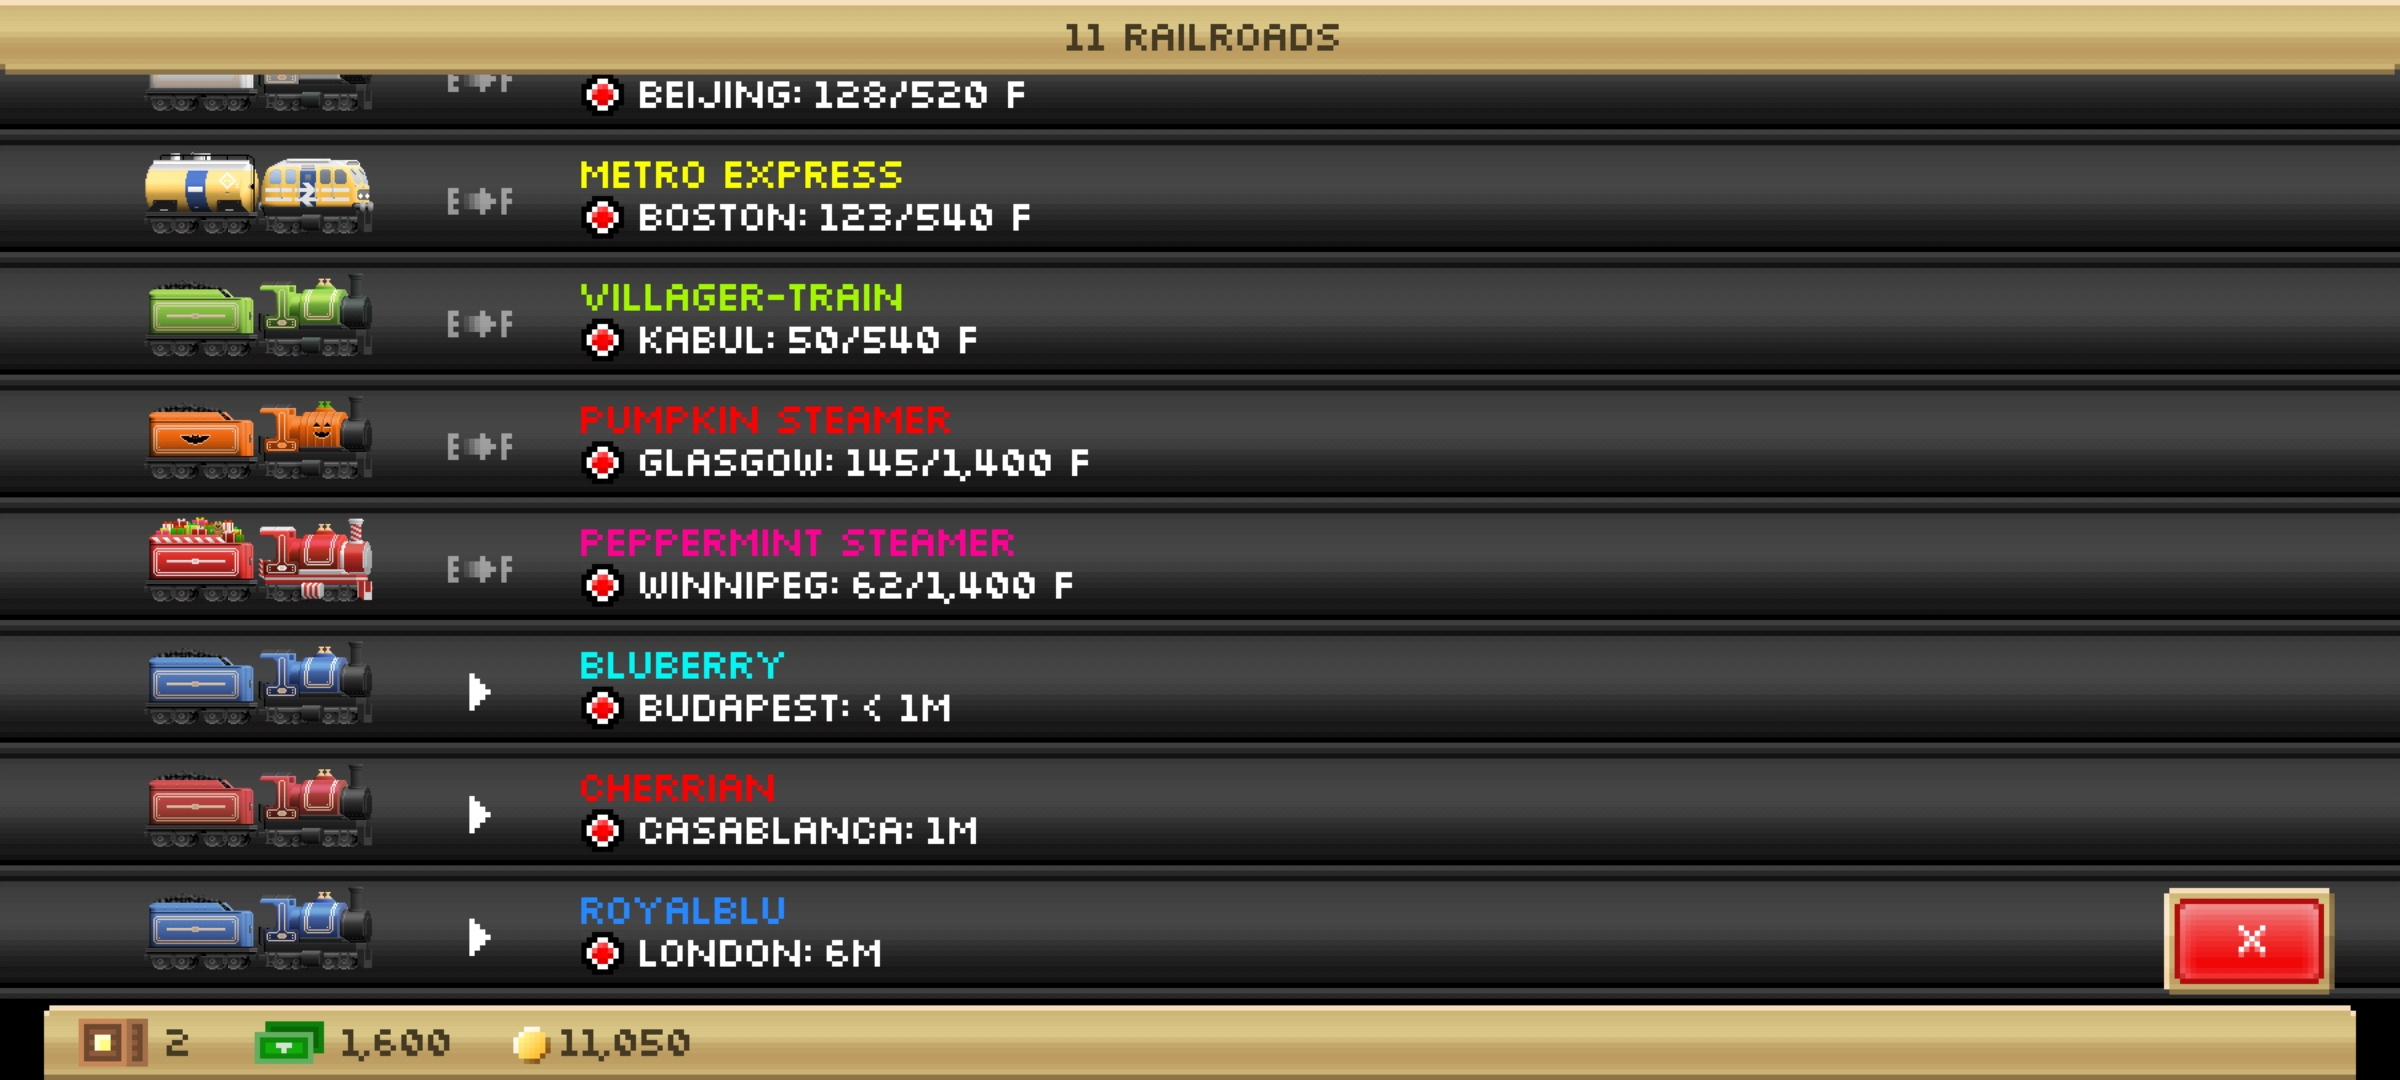 11 RAILROADS
E F
BEIJING: 128/520 F
METRO EXPRESS
E F
BOSTON: 123/540 F
VILLAGER-TRAIN
E F
KABUL: 50/540 F
PUMPKIN STEAMER
E F
GLASGOW: 145/1,400 F
PEPPERMINT STEAMER
E F
WINNIPEG: 62/1,400 F
BLUBERRY
BUDAPEST: < 1M
CHERRIAN
CASABLANCA: 1M
ROYALBLU
LONDON: 6M
X
2 1,600 11,050